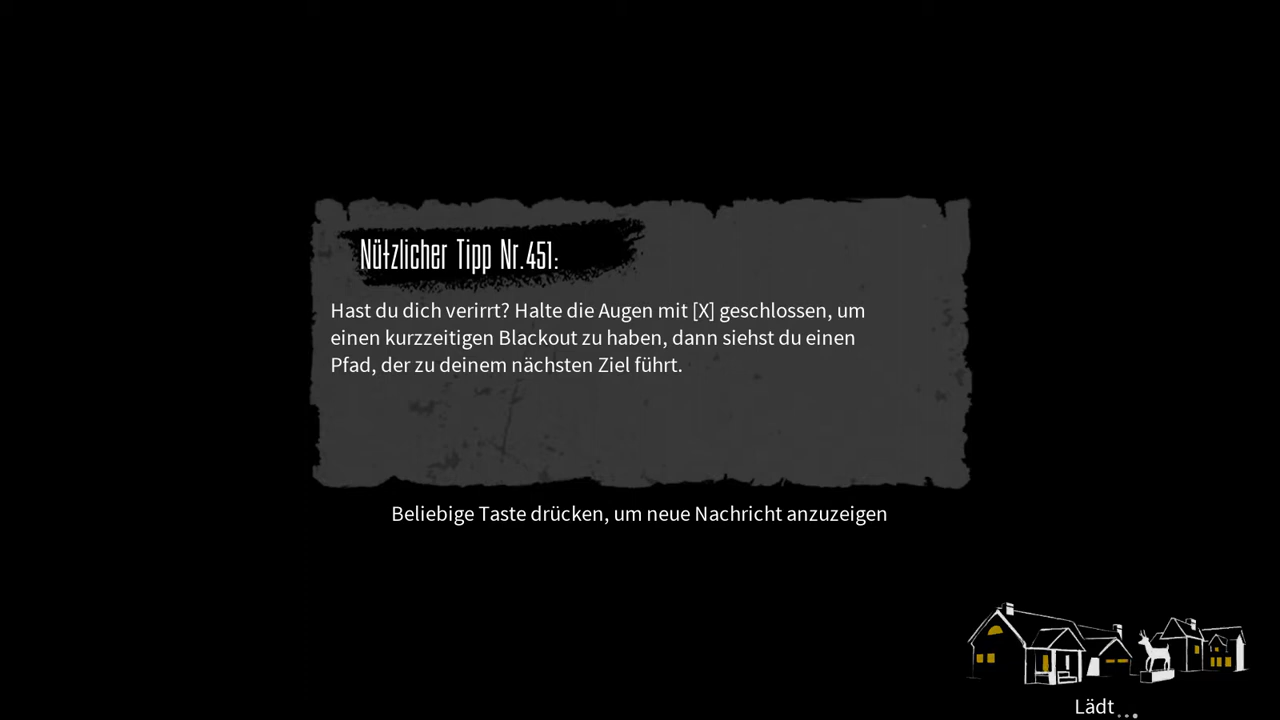 Nützlicher Tipp Nr.451:
Hast du dich verirrt? Halte die Augen mit [X] geschlossen, um
einen kurzzeitigen Blackout zu haben, dann siehst du einen
Pfad, der zu deinem nächsten Ziel führt.
Beliebige Taste drücken, um neue Nachricht anzuzeigen
Lädt...